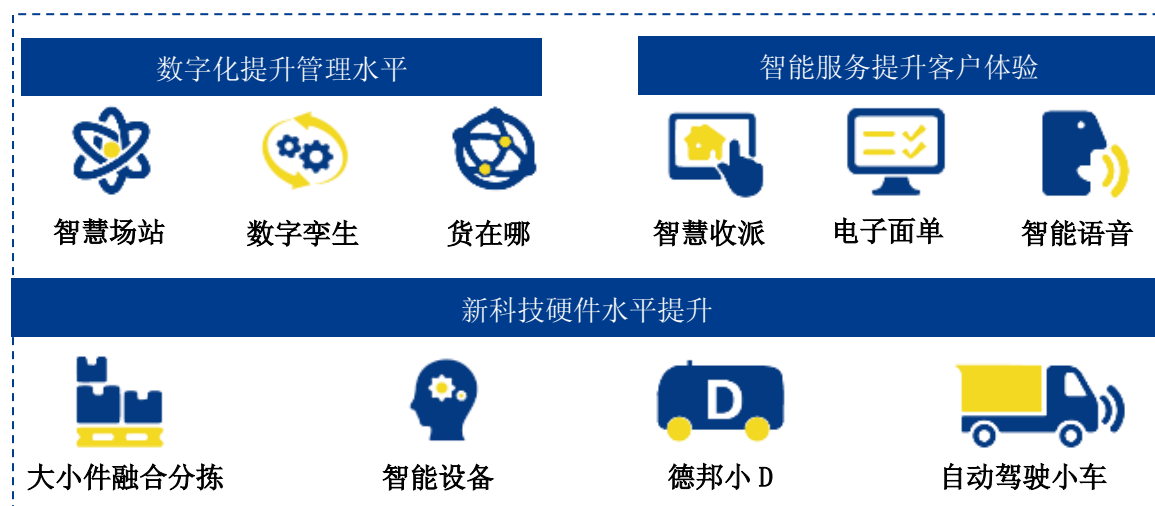 数字化提升管理水平
智能服务提升客户体验
智慧场站
数字孪生
货在哪
智慧收派
电子面单
智能语音
新科技硬件水平提升
D
大小件融合分拣
智能设备
德邦小 D
自动驾驶小车